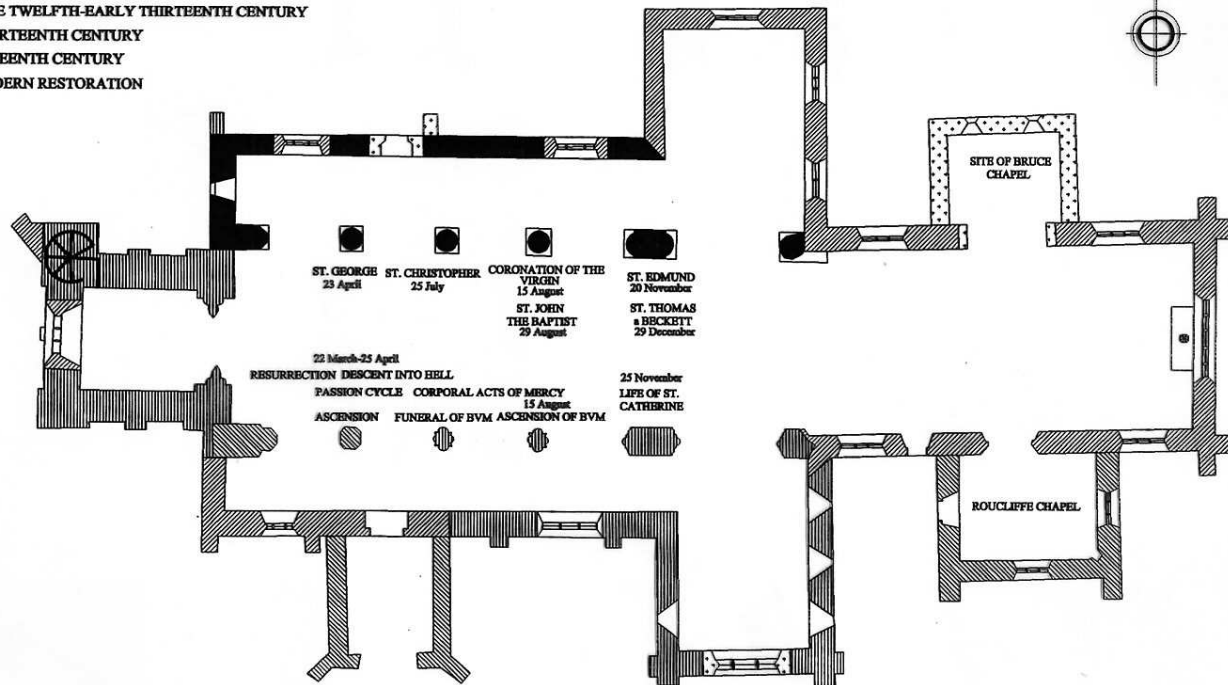 TWELFTH-EARLY THIRTEENTH CENTURY
CENTURY
CENTURY
RESTORATION
SITE OF BRUCE
CHAPEL
ST. GEORGE
23 April
ST. CHRISTOPHER
25 July
CORONATION OF THE
VIRGIN
15 August
ST. JOHN
THE BAPTIST
29 August
ST. EDMUND
20 November
ST. THOMAS
a BECKETT
29 December
22 March-25 April
RESURRECTION DESCENT INTO HELL
PASSION CYCLE CORPORAL ACTS OF MERCY
15 August
ASCENSION FUNERAL OF BVM ASCENSION OF BVM
25 November
LIFE OF ST.
CATHERINE
ROUCLIFFE CHAPEL